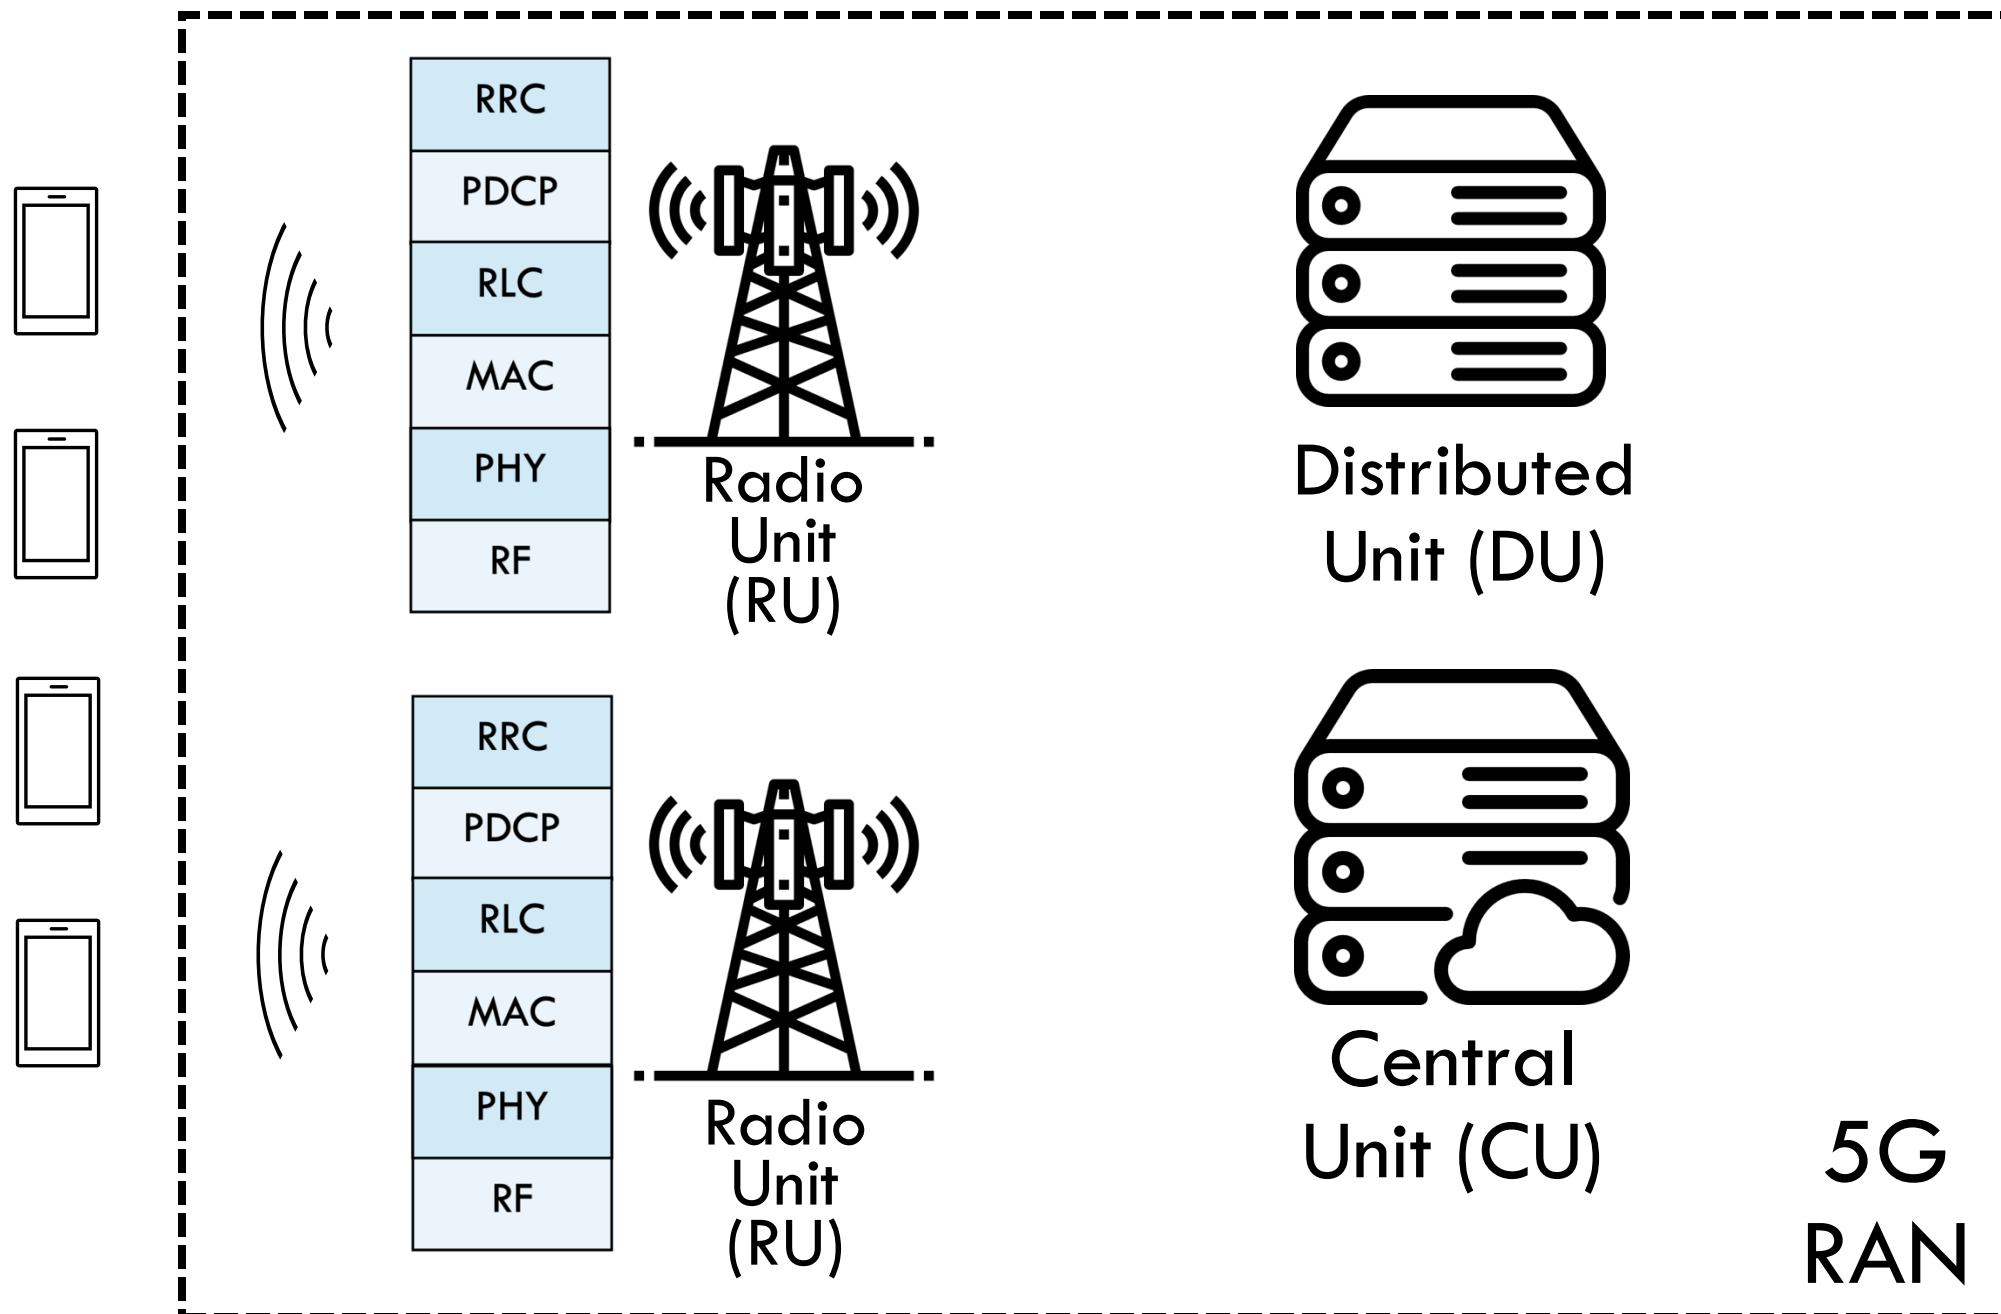 RRC
PDCP
RLC
MAC
PHY
RF
Radio
Unit
(RU)
Distributed
Unit (DU)
RRC
PDCP
RLC
MAC
PHY
RF
Radio
Unit
(RU)
Central
Unit (CU)
5G
RAN